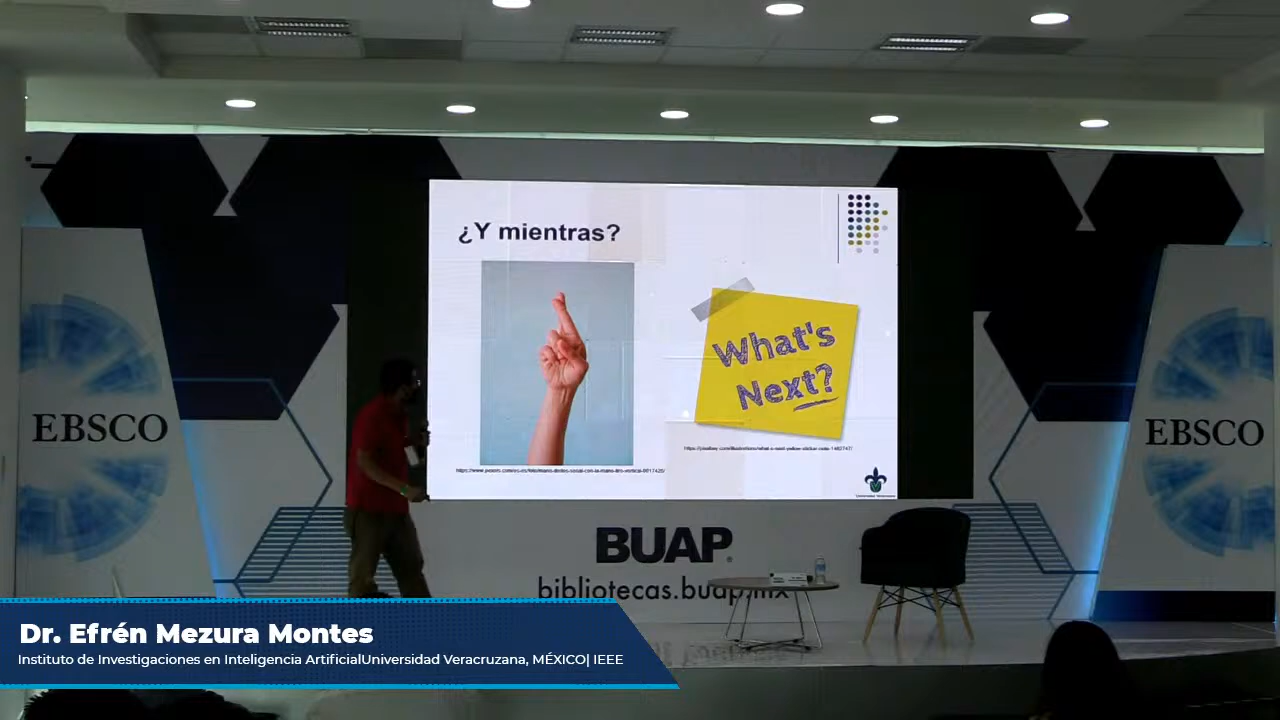 ¿Y mientras?
What's
Next?
EBSCO
EBSCO
BUAP
bibliotecas.buap.mx
Dr. Efrén Mezura Montes
Instituto de Investigaciones en Inteligencia ArtificialUniversidad Veracruzana, MÉXICO| IEEE